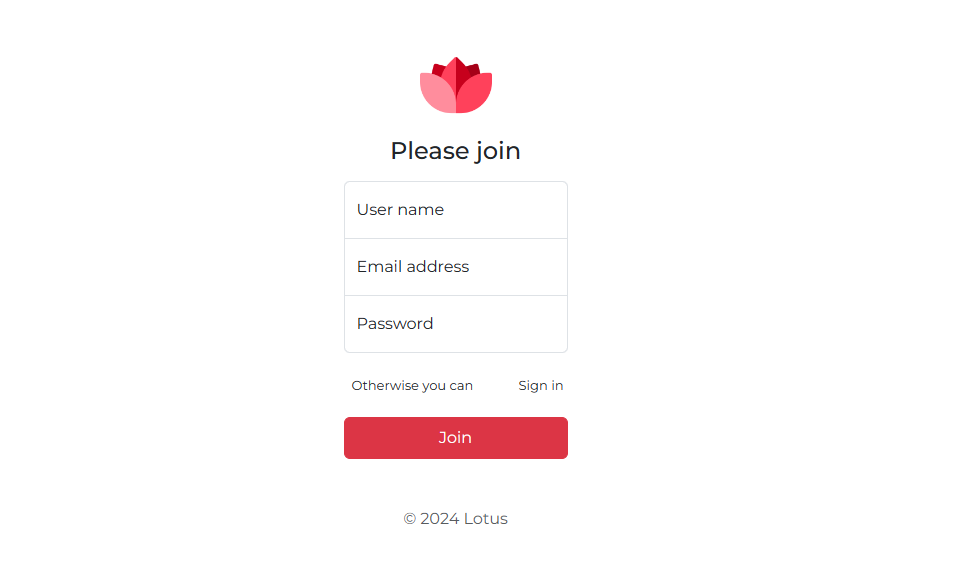 Please join
User name
Email address
Password
Otherwise you can Sign in
Join
© 2024 Lotus